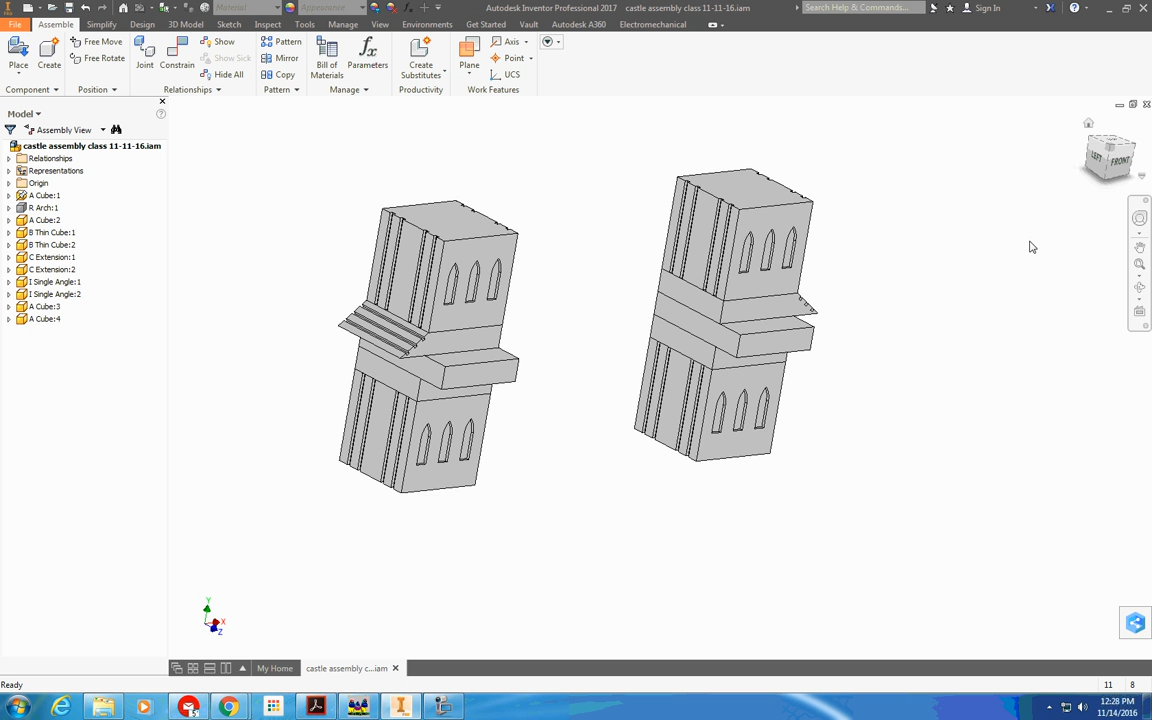 Material Appearance Autodesk Inventor Professional 2017 castle assembly class 11-11-16.iam Search Help & Commands... Sign In
File Assemble Simplify Design 3D Model Sketch Inspect Tools Manage View Environments Get Started Vault Autodesk A360 Electromechanical
Free Move Show Pattern Axis
Free Rotate Show Sick Mirror Point
Place Create Joint Constrain Hide All Copy Bill of Materials Parameters Create Substitutes Plane UCS
Component Position Relationships Pattern Manage Productivity Work Features
Model
Assembly View
castle assembly class 11-11-16.iam
Relationships
Representations
Origin
A Cube:1
R Arch:1
A Cube:2
B Thin Cube:1
B Thin Cube:2
C Extension:1
C Extension:2
I Single Angle:1
I Single Angle:2
A Cube:3
A Cube:4
LEFT FRONT
Y
X
Z
My Home castle assembly c...iam
Ready 11 8
12:28 PM
11/14/2016